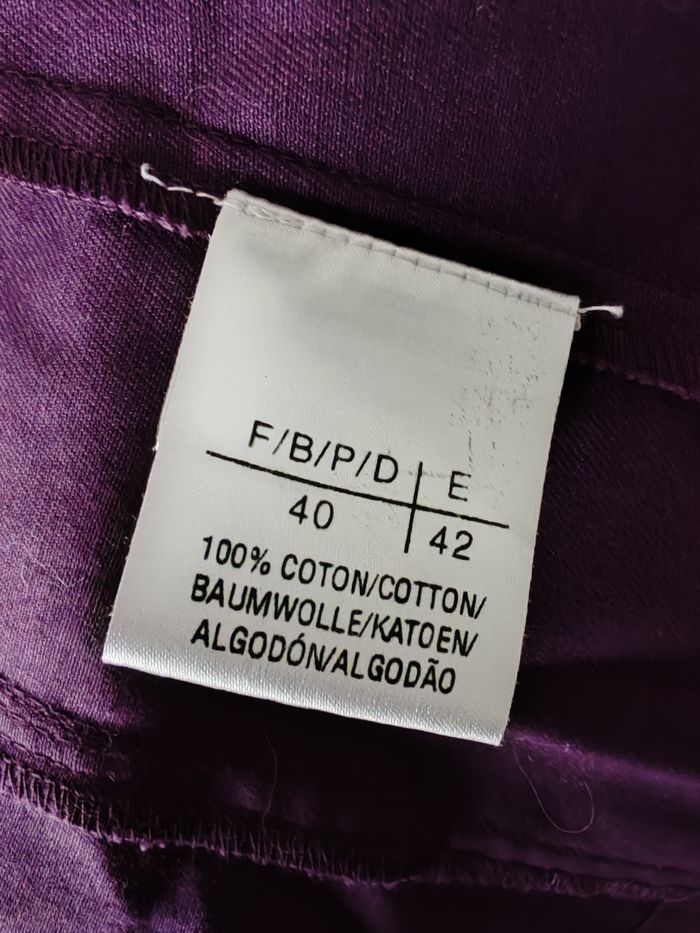 F/B/P/D | E
40 | 42
100% COTON/COTTON/
BAUMWOLLE/KATOEN/
ALGODÓN/ALGODÃO